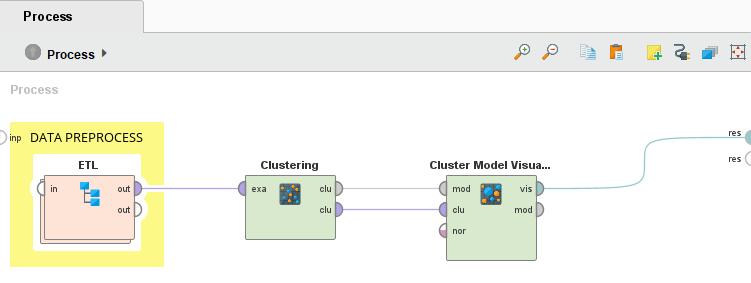 Process
Process
Process
inp
DATA PREPROCESS
res
res
ETL
in
out
out
Clustering
exa
clu
clu
Cluster Model Visua...
mod
vis
clu
mod
nor